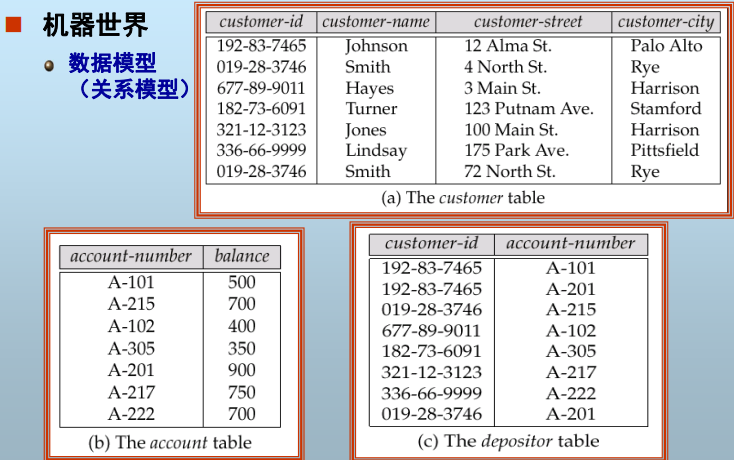 机器世界
数据模型
（关系模型）
customer-id customer-name customer-street customer-city
192-83-7465 Johnson 12 Alma St. Palo Alto
019-28-3746 Smith 4 North St. Rye
677-89-9011 Hayes 3 Main St. Harrison
182-73-6091 Turner 123 Putnam Ave. Stamford
321-12-3123 Jones 100 Main St. Harrison
336-66-9999 Lindsay 175 Park Ave. Pittsfield
019-28-3746 Smith 72 North St. Rye
(a) The customer table
account-number balance
A-101 500
A-215 700
A-102 400
A-305 350
A-201 900
A-217 750
A-222 700
(b) The account table
customer-id account-number
192-83-7465 A-101
192-83-7465 A-201
019-28-3746 A-215
677-89-9011 A-102
182-73-6091 A-305
321-12-3123 A-217
336-66-9999 A-222
019-28-3746 A-201
(c) The depositor table